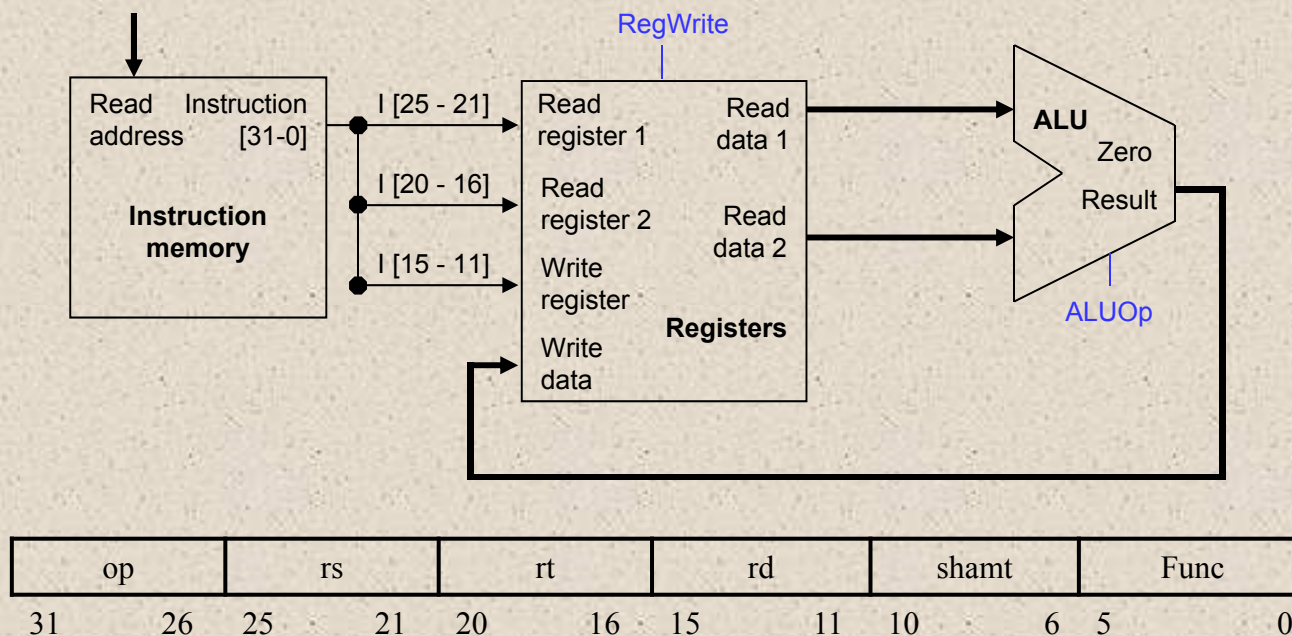 RegWrite
Read address
Instruction [31-0]
Instruction memory
I [25 - 21]
I [20 - 16]
I [15 - 11]
Read register 1
Read register 2
Write register
Write data
Read data 1
Read data 2
Registers
ALU
Zero
Result
ALUOp
op rs rt rd shamt Func
31 26 25 21 20 16 15 11 10 6 5 0